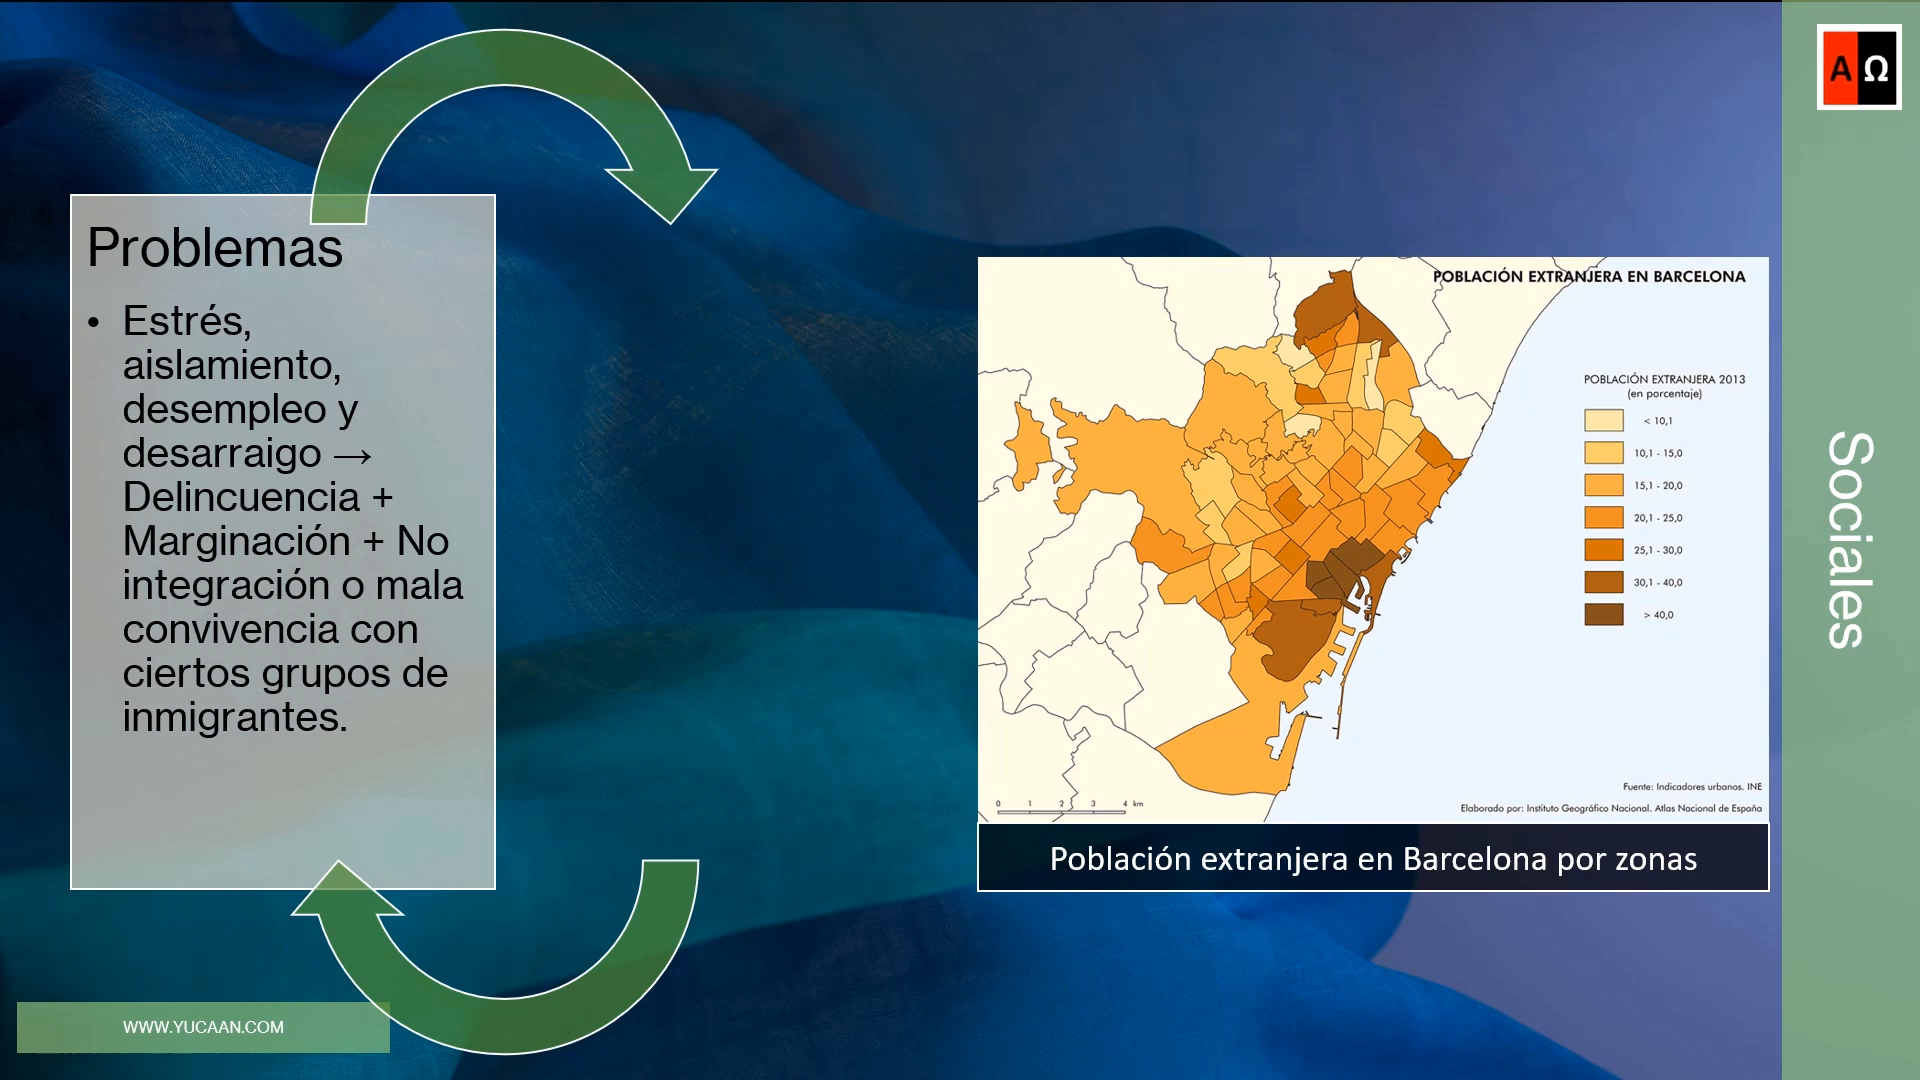 A Ω
Problemas
• Estrés,
aislamiento,
desempleo y
desarraigo →
Delincuencia +
Marginación + No
integración o mala
convivencia con
ciertos grupos de
inmigrantes.
POBLACIÓN EXTRANJERA EN BARCELONA
POBLACIÓN EXTRANJERA 2013
(en porcentaje)
< 10,1
10,1 - 15,0
15,1 - 20,0
20,1 - 25,0
25,1 - 30,0
30,1 - 40,0
> 40,0
Fuente: Indicadores urbanos. INE
0 1 2 3 4 km
Elaborado por: Instituto Geográfico Nacional. Atlas Nacional de España
Población extranjera en Barcelona por zonas
Sociales
WWW.YUCAAN.COM